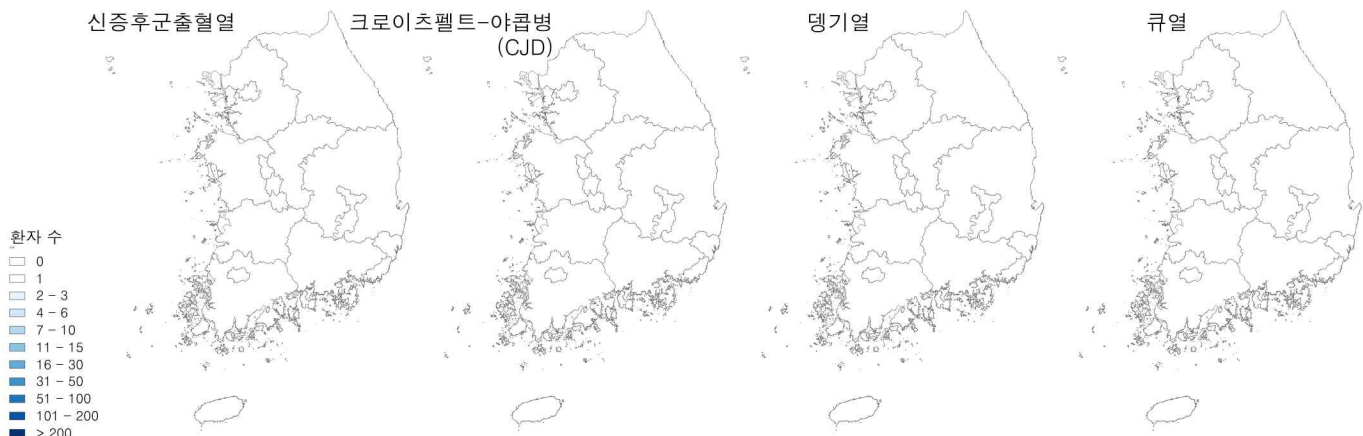 신증후군출혈열
크로이츠펠트-야콥병
(CJD)
뎅기열
큐열
환자 수
0
1
2 - 3
4 - 6
7 - 10
11 - 15
16 - 30
31 - 50
51 - 100
101 - 200
> 200